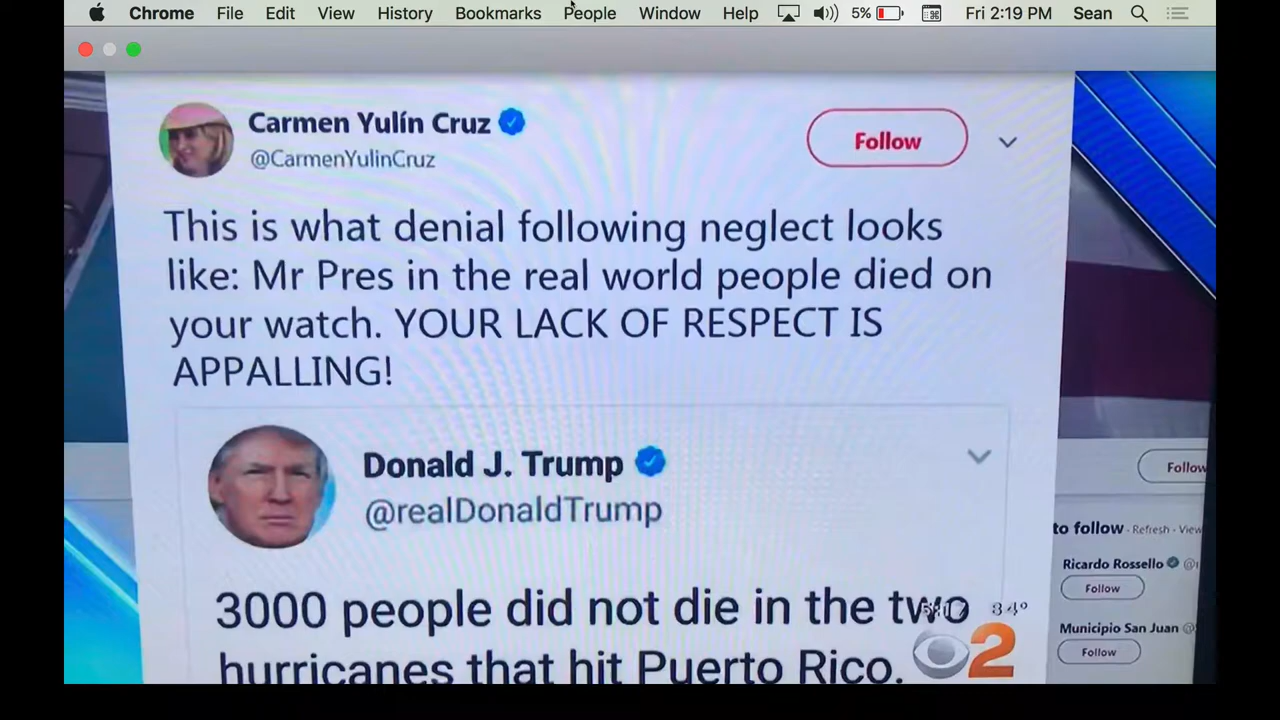 Chrome File Edit View History Bookmarks People Window Help 5% Fri 2:19 PM Sean
Carmen Yulín Cruz
@CarmenYulinCruz
Follow
This is what denial following neglect looks
like: Mr Pres in the real world people died on
your watch. YOUR LACK OF RESPECT IS
APPALLING!
Donald J. Trump
@realDonaldTrump
3000 people did not die in the two
hurricanes that hit Puerto Rico.
84°
2
Follow
to follow · Refresh · View
Ricardo Rossello
Follow
Municipio San Juan
Follow